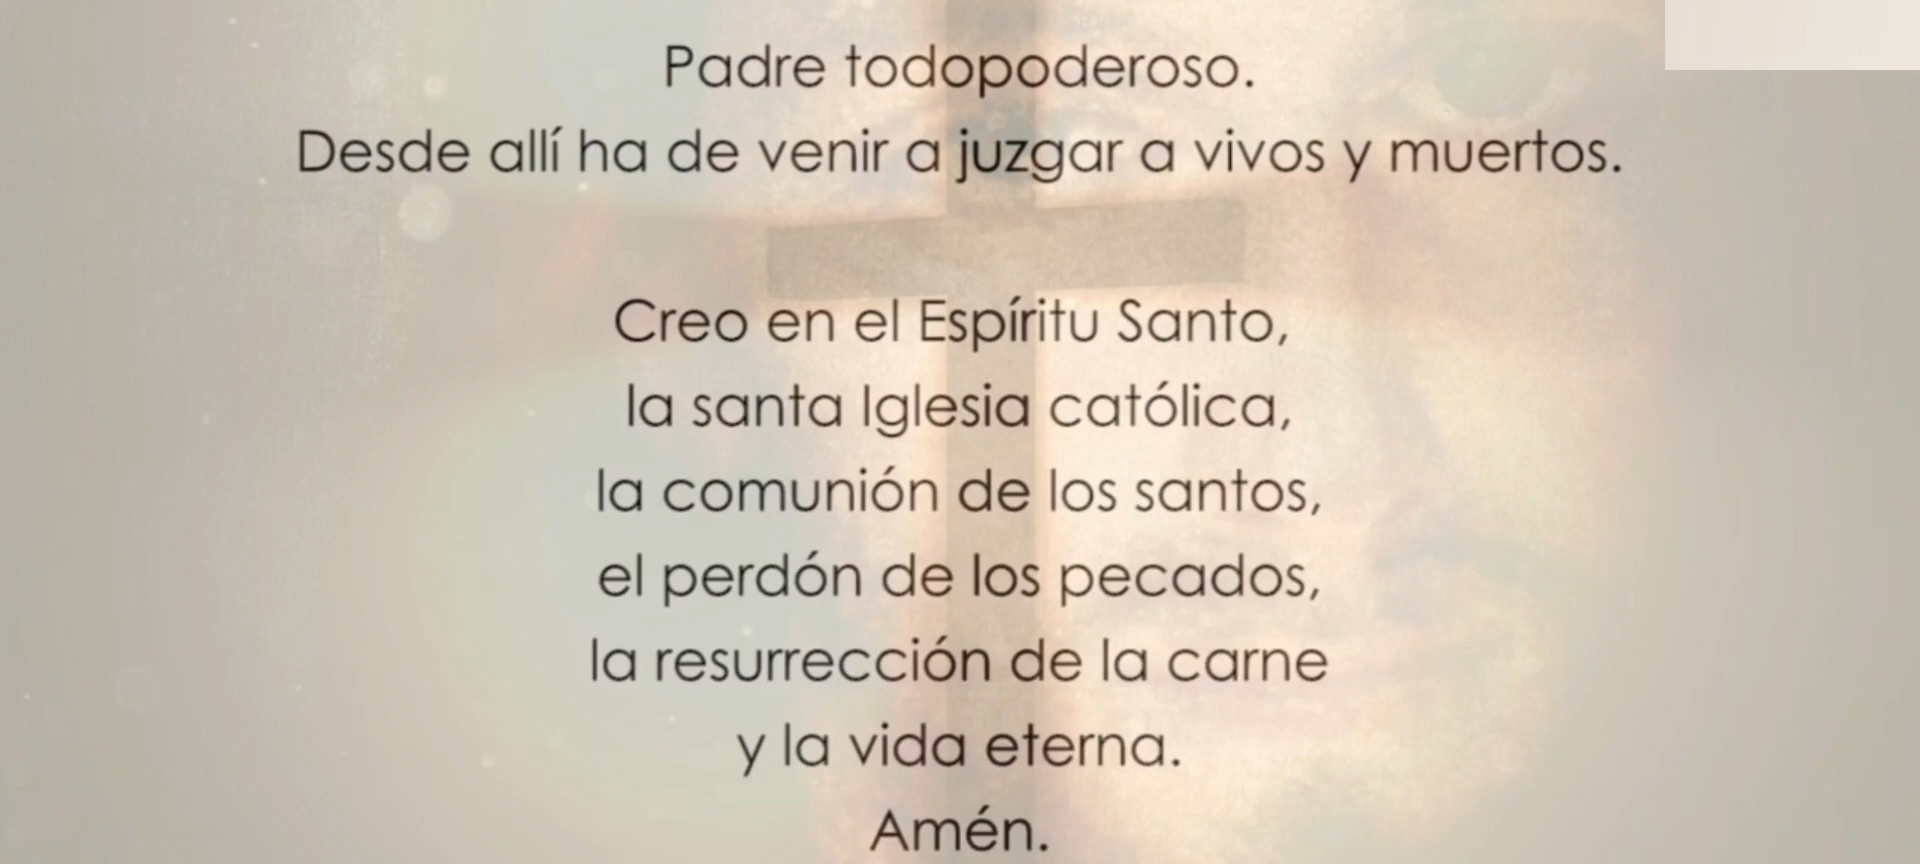 Padre todopoderoso.
Desde allí ha de venir a juzgar a vivos y muertos.
Creo en el Espíritu Santo,
la santa Iglesia católica,
la comunión de los santos,
el perdón de los pecados,
la resurrección de la carne
y la vida eterna.
Amén.